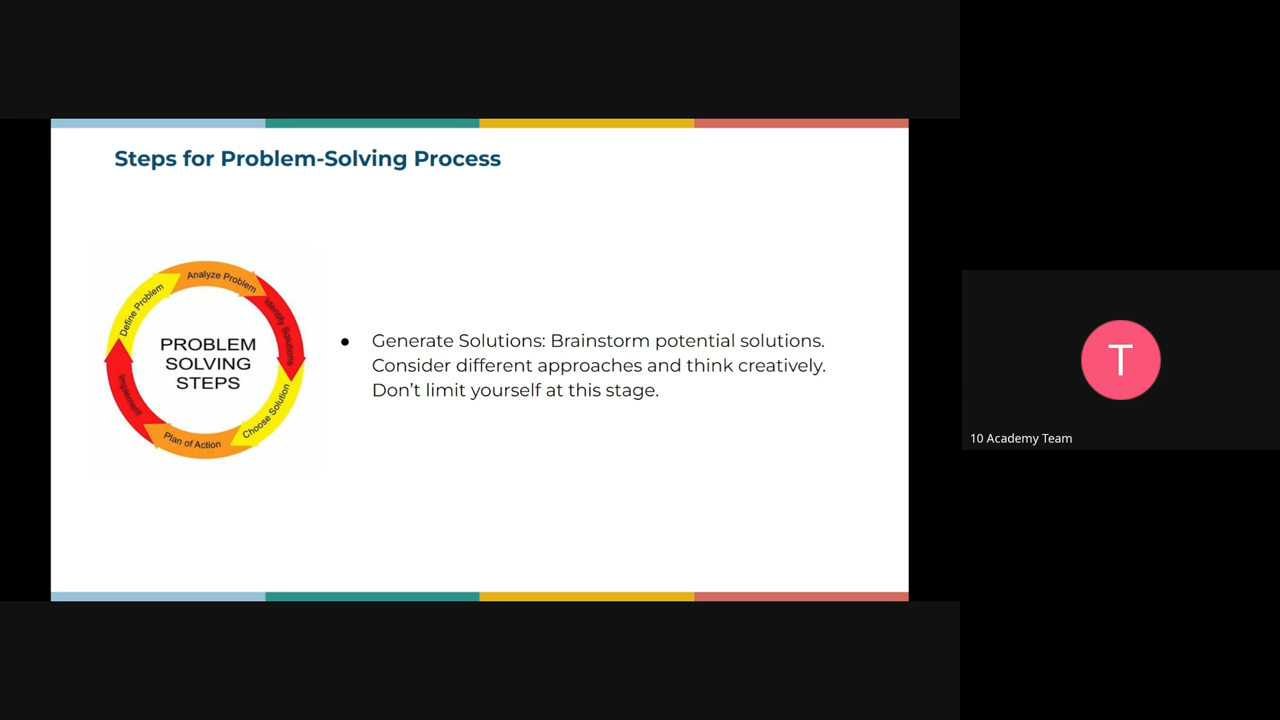 Steps for Problem-Solving Process
Analyze Problem
Identify Solutions
Choose Solution
Plan of Action
Implement
Define Problem
PROBLEM
SOLVING
STEPS
● Generate Solutions: Brainstorm potential solutions.
Consider different approaches and think creatively.
Don’t limit yourself at this stage.
T
10 Academy Team